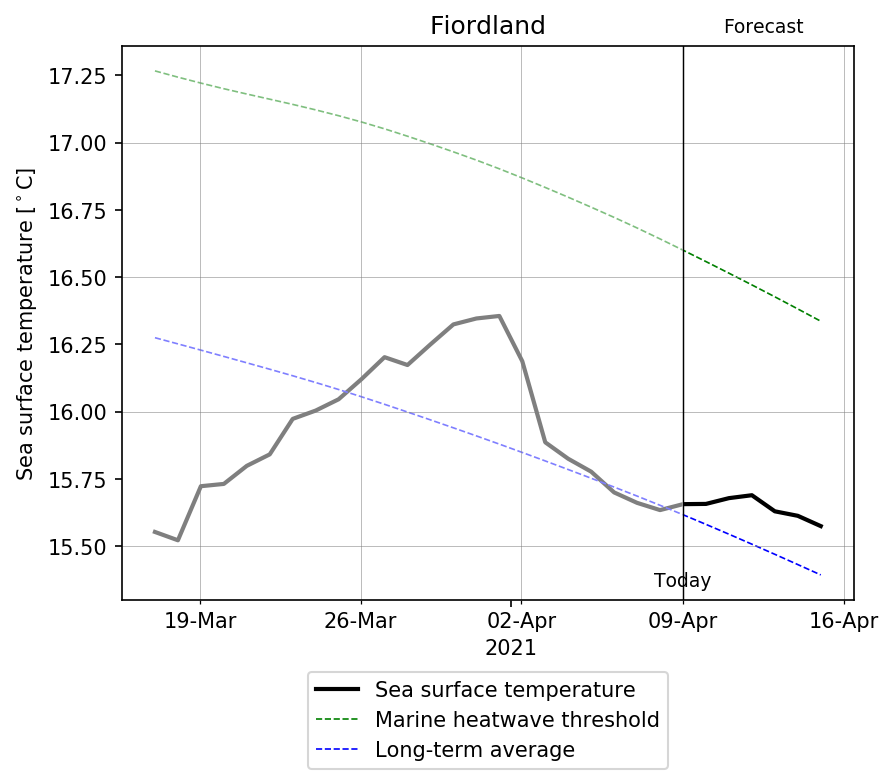 Fiordland
Forecast
Sea surface temperature [°C]
17.25
17.00
16.75
16.50
16.25
16.00
15.75
15.50
Today
19-Mar
26-Mar
02-Apr
09-Apr
16-Apr
2021
Sea surface temperature
Marine heatwave threshold
Long-term average